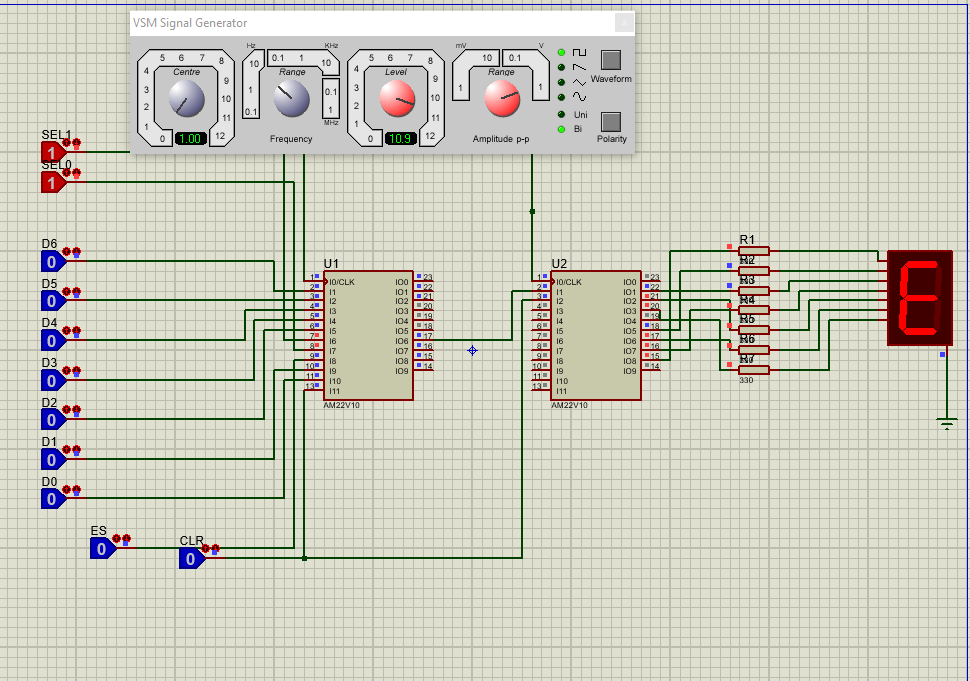 VSM Signal Generator
5 6 7 8
4 9
3 10
2 11
1 12
0
Centre
1.00
Hz KHz
10 0.1 1 10
1 0.1
0.1 1
MHz
Range
Frequency
5 6 7 8
4 9
3 10
2 11
1 12
0
Level
10.9
mV V
10 0.1
1 1
Range
Amplitude p-p
Waveform
Uni
Bi
Polarity
SEL1
1
SEL0
1
D6
0
D5
0
D4
0
D3
0
D2
0
D1
0
D0
0
ES
0
CLR
0
U1
1 I0/CLK IO0 23
2 I1 IO1 22
3 I2 IO2 21
4 I3 IO3 20
5 I4 IO4 19
6 I5 IO5 18
7 I6 IO6 17
8 I7 IO7 16
9 I8 IO8 15
10 I9 IO9 14
11 I10
13 I11
AM22V10
U2
1 I0/CLK IO0 23
2 I1 IO1 22
3 I2 IO2 21
4 I3 IO3 20
5 I4 IO4 19
6 I5 IO5 18
7 I6 IO6 17
8 I7 IO7 16
9 I8 IO8 15
10 I9 IO9 14
11 I10
13 I11
AM22V10
R1
R2
R3
R4
R5
R6
R7
330
E